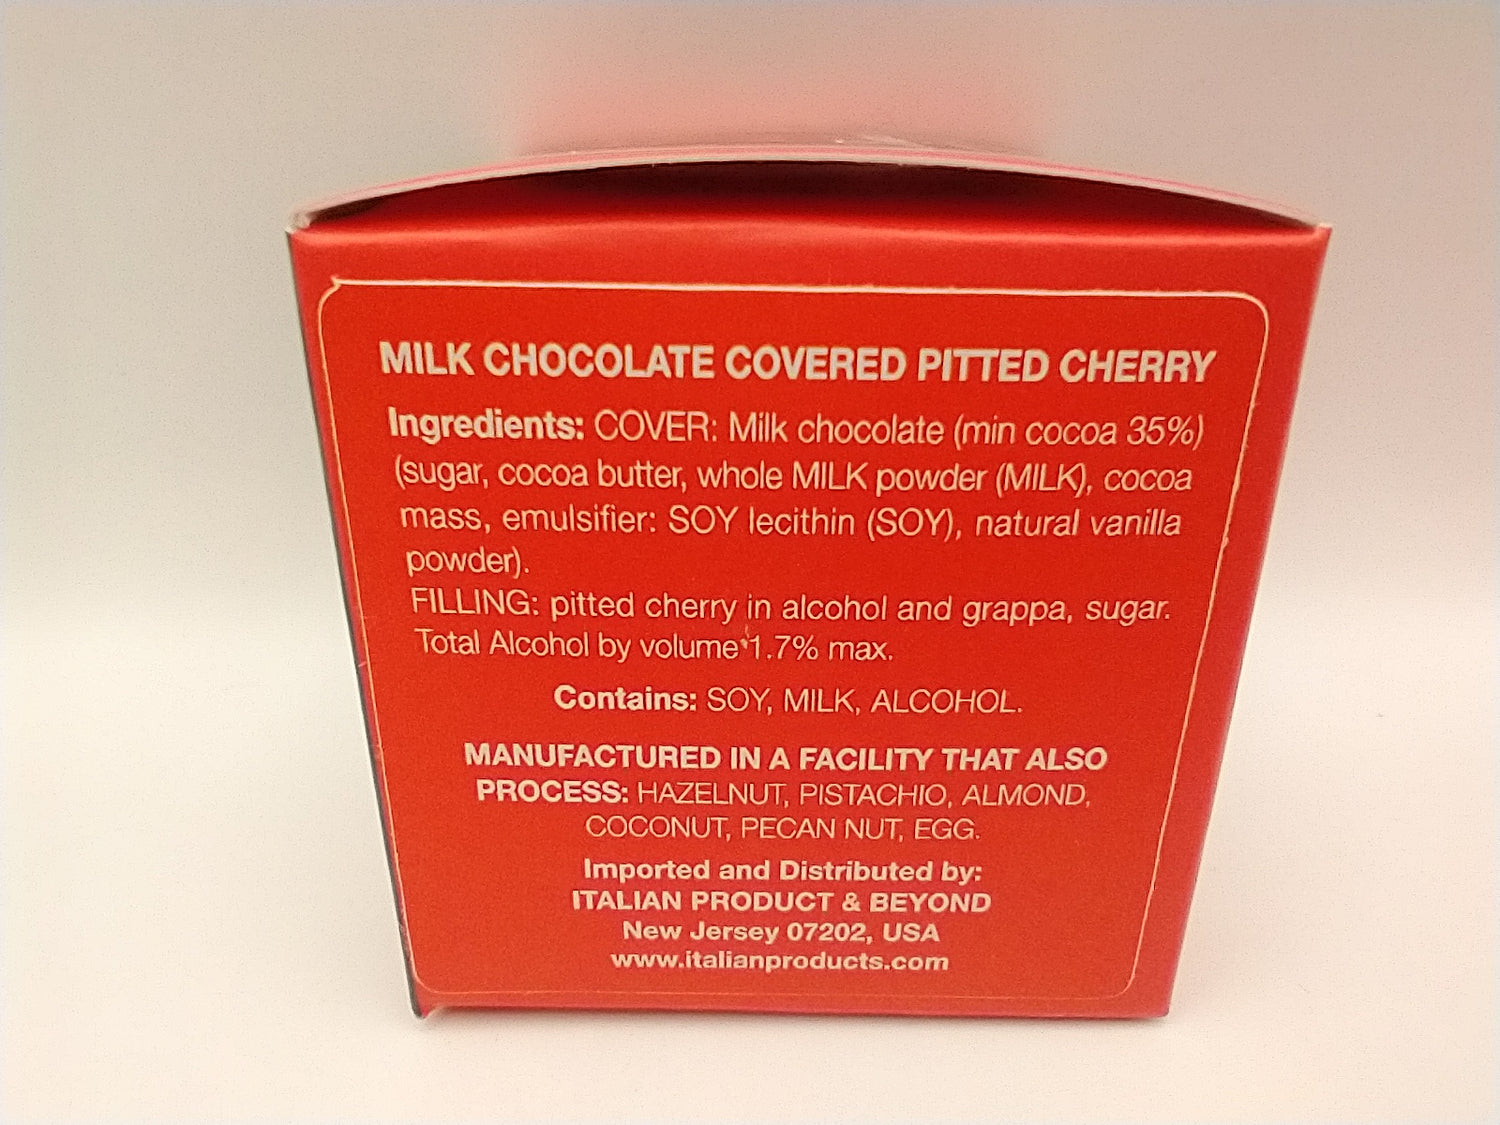 MILK CHOCOLATE COVERED PITTED CHERRY
Ingredients: COVER: Milk chocolate (min cocoa 35%)
(sugar, cocoa butter, whole MILK powder (MILK), cocoa
mass, emulsifier: SOY lecithin (SOY), natural vanilla
powder).
FILLING: pitted cherry in alcohol and grappa, sugar.
Total Alcohol by volume 1.7% max.
Contains: SOY, MILK, ALCOHOL.
MANUFACTURED IN A FACILITY THAT ALSO
PROCESS: HAZELNUT, PISTACHIO, ALMOND,
COCONUT, PECAN NUT, EGG.
Imported and Distributed by:
ITALIAN PRODUCT & BEYOND
New Jersey 07202, USA
www.italianproducts.com